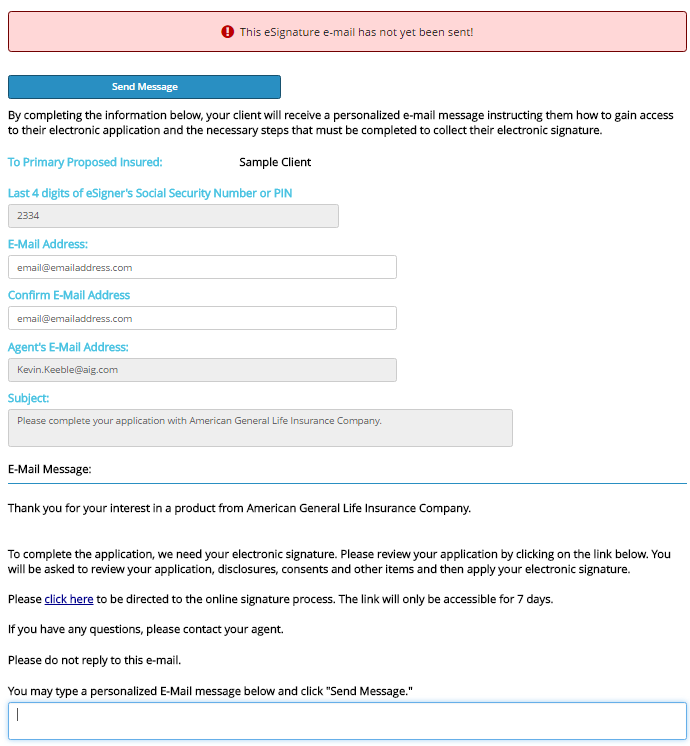 This eSignature e-mail has not yet been sent!
Send Message
By completing the information below, your client will receive a personalized e-mail message instructing them how to gain access
to their electronic application and the necessary steps that must be completed to collect their electronic signature.
To Primary Proposed Insured: Sample Client
Last 4 digits of eSigner's Social Security Number or PIN
2334
E-Mail Address:
email@emailaddress.com
Confirm E-Mail Address
email@emailaddress.com
Agent's E-Mail Address:
Kevin.Keeble@aig.com
Subject:
Please complete your application with American General Life Insurance Company.
E-Mail Message:
Thank you for your interest in a product from American General Life Insurance Company.
To complete the application, we need your electronic signature. Please review your application by clicking on the link below. You
will be asked to review your application, disclosures, consents and other items and then apply your electronic signature.
Please click here to be directed to the online signature process. The link will only be accessible for 7 days.
If you have any questions, please contact your agent.
Please do not reply to this e-mail.
You may type a personalized E-Mail message below and click "Send Message."